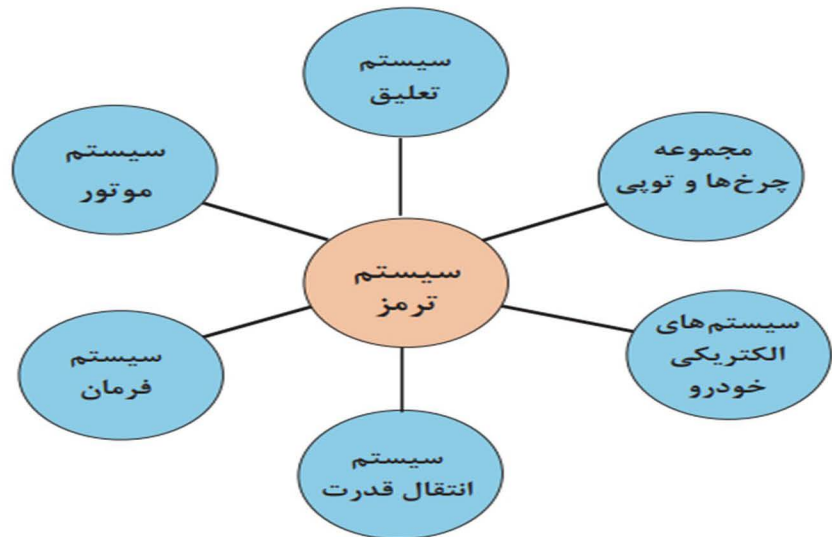 سیستم
تعلیق
مجموعه
چرخ‌ها و توپی
سیستم
موتور
سیستم
ترمز
سیستم‌های
الکتریکی
خودرو
سیستم
فرمان
سیستم
انتقال قدرت